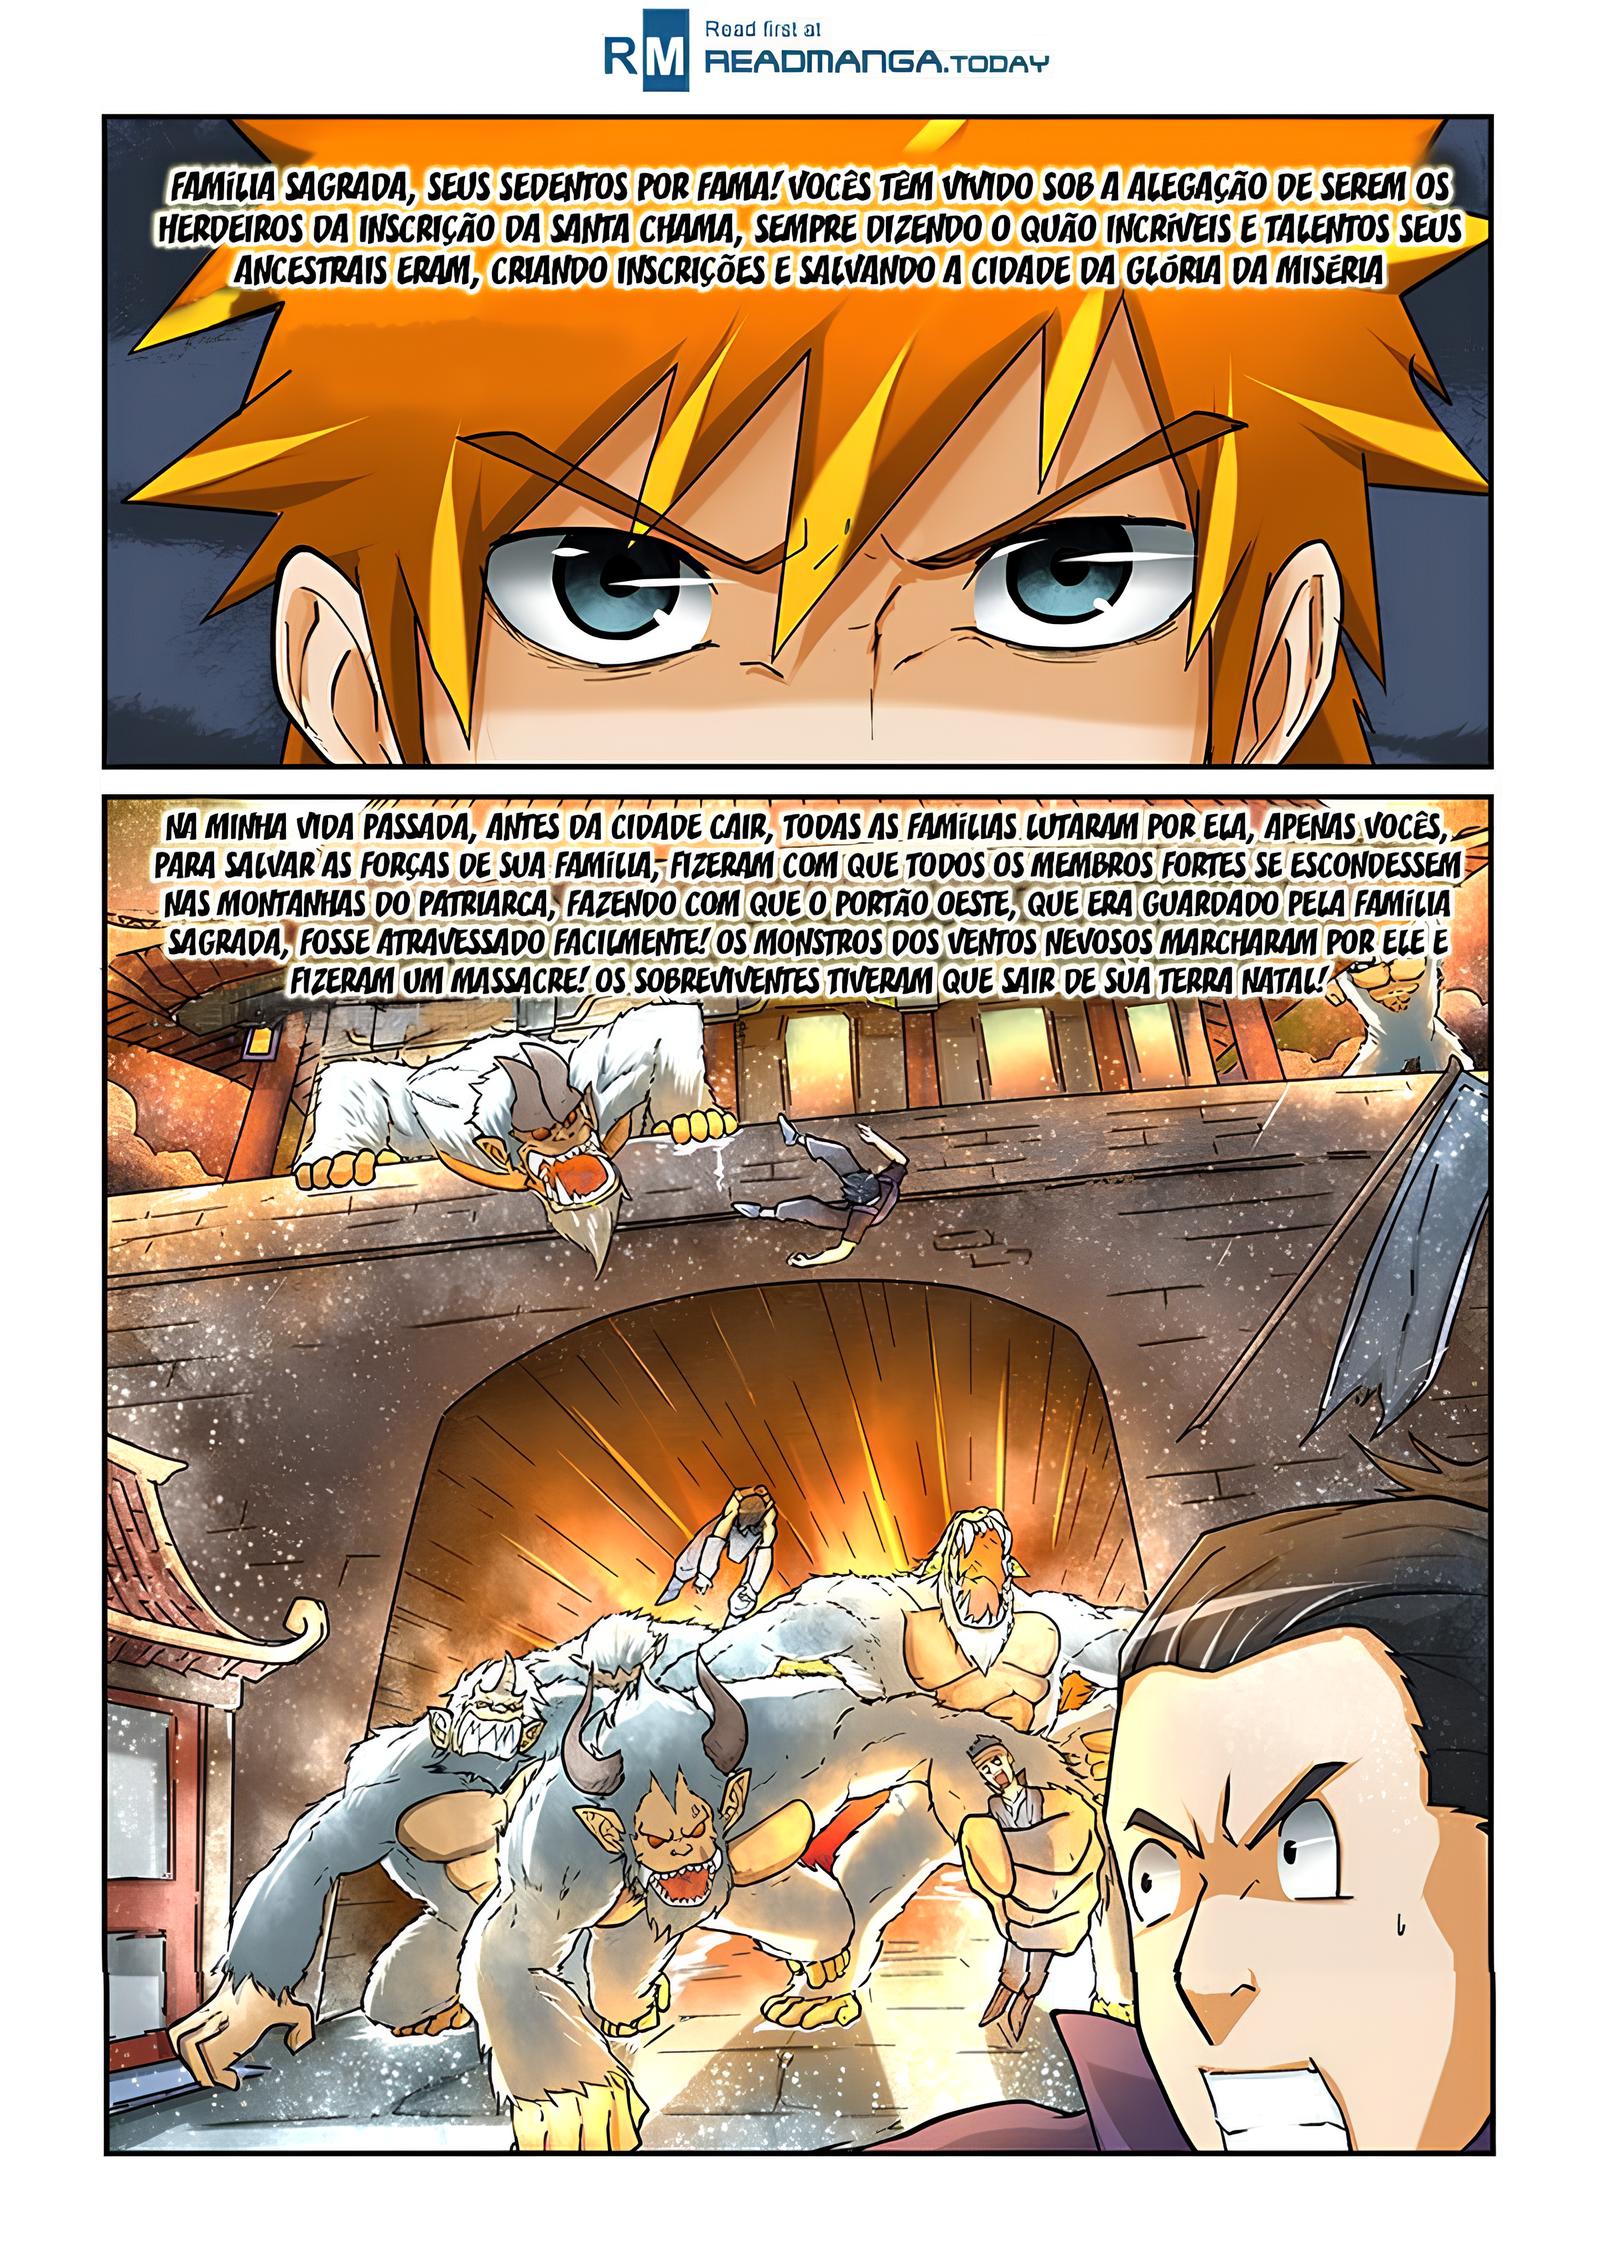 RM
Read first at
READMANGA.TODAY
FAMÍLIA SAGRADA, SEUS SEDENTOS POR FAMA! VOCÊS TÊM VIVIDO SOB A ALEGAÇÃO DE SEREM OS
HERDEIROS DA INSCRIÇÃO DA SANTA CHAMA, SEMPRE DIZENDO O QUÃO INCRÍVEIS E TALENTOS SEUS
ANCESTRAIS ERAM, CRIANDO INSCRIÇÕES E SALVANDO A CIDADE DA GLÓRIA DA MISÉRIA
NA MINHA VIDA PASSADA, ANTES DA CIDADE CAIR, TODAS AS FAMÍLIAS LUTARAM POR ELA, APENAS VOCÊS,
PARA SALVAR AS FORÇAS DE SUA FAMÍLIA, FIZERAM COM QUE TODOS OS MEMBROS FORTES SE ESCONDESSEM
NAS MONTANHAS DO PATRIARCA, FAZENDO COM QUE O PORTÃO OESTE, QUE ERA GUARDADO PELA FAMÍLIA
SAGRADA, FOSSE ATRAVESSADO FACILMENTE! OS MONSTROS DOS VENTOS NEVOSOS MARCHARAM POR ELE E
FIZERAM UM MASSACRE! OS SOBREVIVENTES TIVERAM QUE SAIR DE SUA TERRA NATAL!